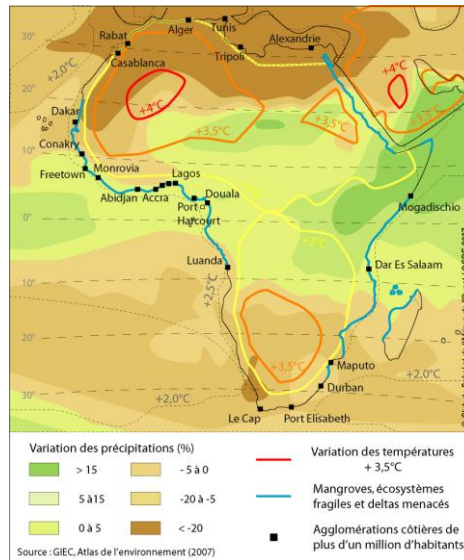 30°
20°
10°
0°
10°
20°
30°
+2,0°C
Rabat
Casablanca
Alger
Tunis
Tripoli
Alexandrie
+4°C
+3,5°C
+3,5°C
+4°C
+3,5°C
Dakar
Conakry
Freetown
Monrovia
Abidjan
Accra
Lagos
Port
Harcourt
Douala
+3°C
Mogadischio
Luanda
+2,5°C
Dar Es Salaam
+3,5°C
Maputo
Durban
Port Elisabeth
Le Cap
+2,0°C
+2,0°C
Variation des précipitations (%)
> 15
5 à 15
0 à 5
- 5 à 0
-20 à -5
< -20
Variation des températures
+ 3,5°C
Mangroves, écosystèmes
fragiles et deltas menacés
Agglomérations côtières de
plus d'un million d'habitants
Source : GIEC, Atlas de l'environnement (2007)